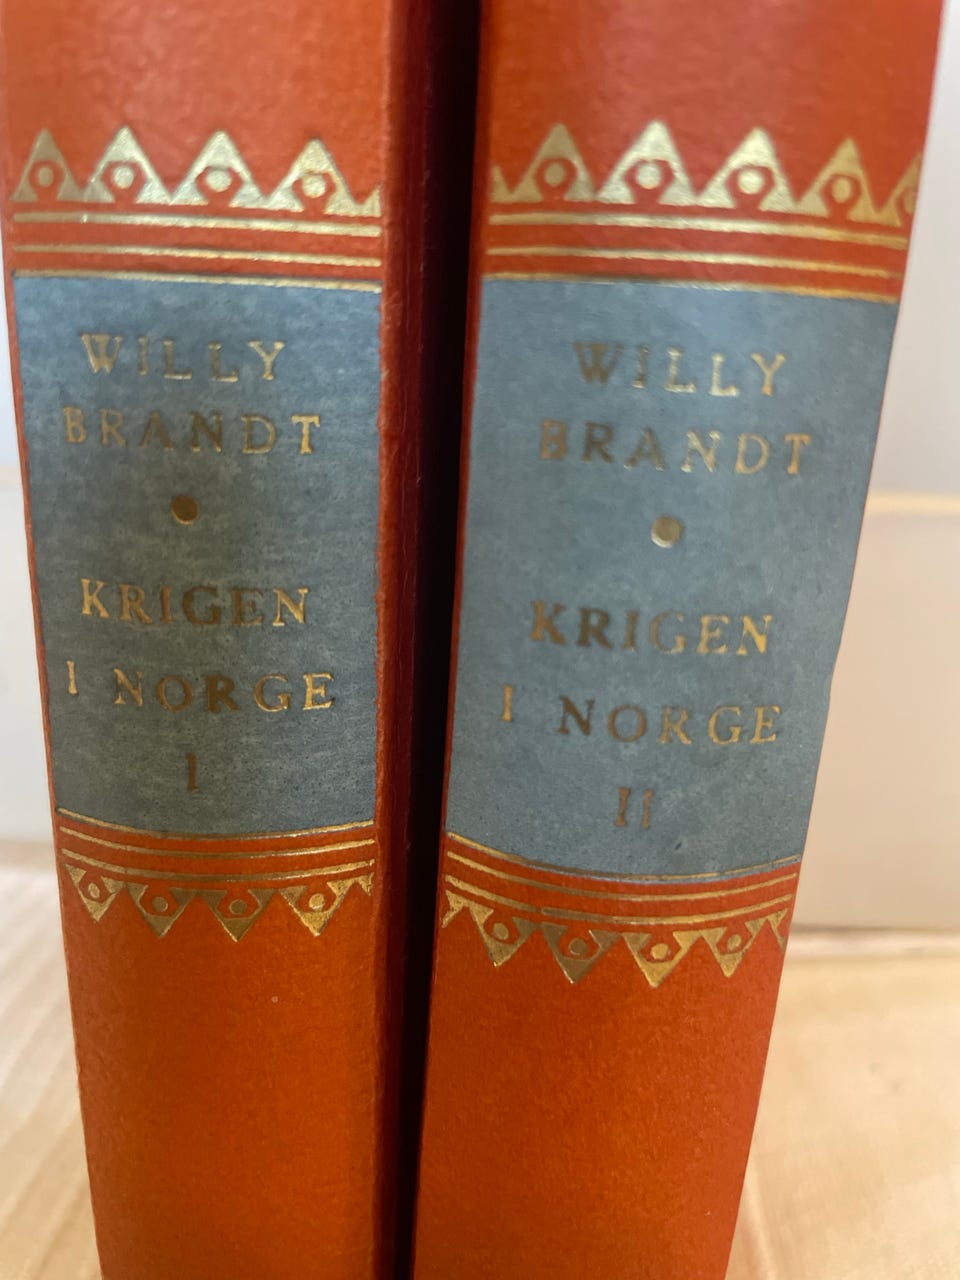 WILLY
BRANDT
KRIGEN
I NORGE
I
WILLY
BRANDT
KRIGEN
I NORGE
II